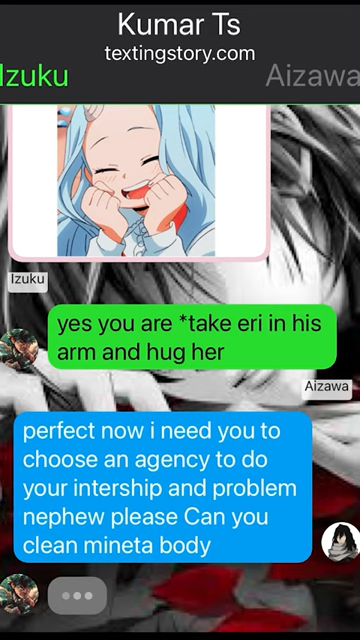 Kumar Ts
textingstory.com
Izuku
Aizawa
Izuku
yes you are *take eri in his
arm and hug her
Aizawa
perfect now i need you to
choose an agency to do
your intership and problem
nephew please Can you
clean mineta body